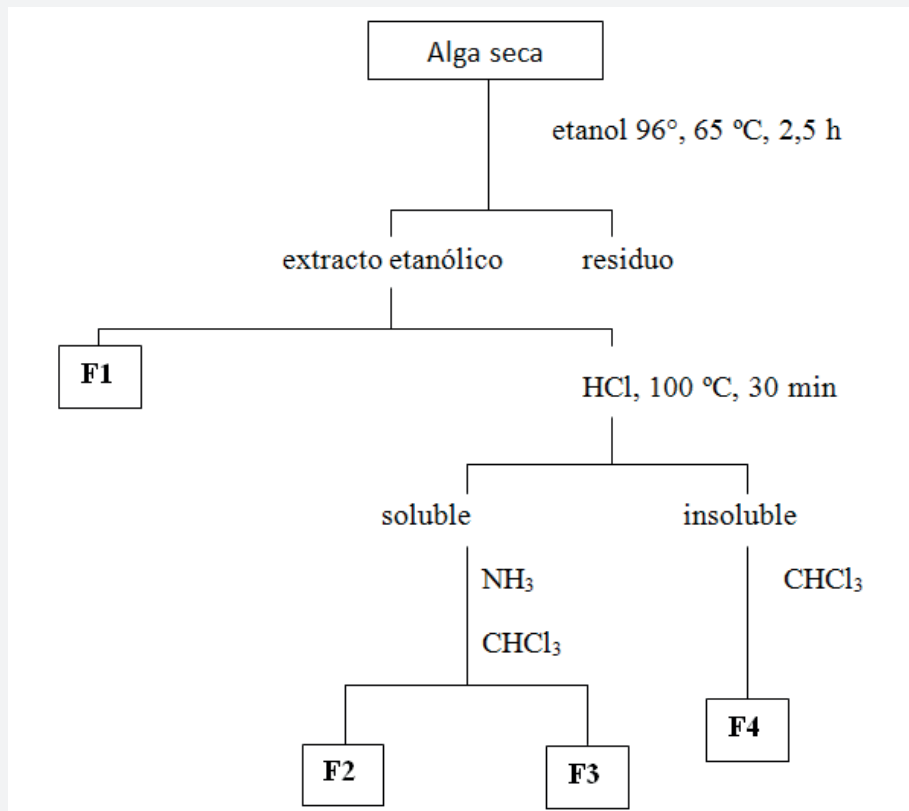 Alga seca
etanol 96°, 65 ºC, 2,5 h
extracto etanólico
residuo
F1
HCl, 100 ºC, 30 min
soluble
insoluble
NH₃
CHCl₃
CHCl₃
F2
F3
F4